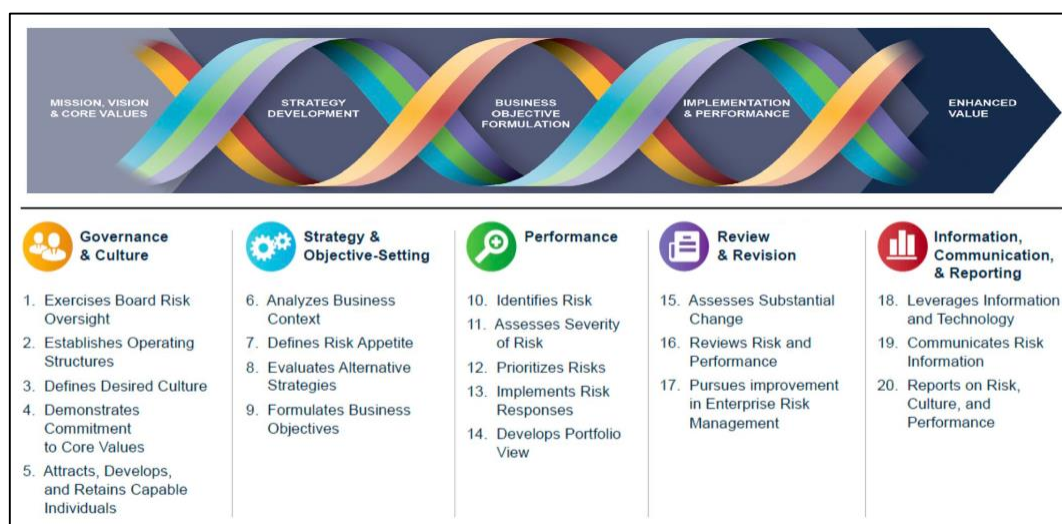 MISSION, VISION
& CORE VALUES
STRATEGY
DEVELOPMENT
BUSINESS
OBJECTIVE
FORMULATION
IMPLEMENTATION
& PERFORMANCE
ENHANCED
VALUE
Governance
& Culture
1. Exercises Board Risk
Oversight
2. Establishes Operating
Structures
3. Defines Desired Culture
4. Demonstrates
Commitment
to Core Values
5. Attracts, Develops,
and Retains Capable
Individuals
Strategy &
Objective-Setting
6. Analyzes Business
Context
7. Defines Risk Appetite
8. Evaluates Alternative
Strategies
9. Formulates Business
Objectives
Performance
10. Identifies Risk
11. Assesses Severity
of Risk
12. Prioritizes Risks
13. Implements Risk
Responses
14. Develops Portfolio
View
Review
& Revision
15. Assesses Substantial
Change
16. Reviews Risk and
Performance
17. Pursues improvement
in Enterprise Risk
Management
Information,
Communication,
& Reporting
18. Leverages Information
and Technology
19. Communicates Risk
Information
20. Reports on Risk,
Culture, and
Performance